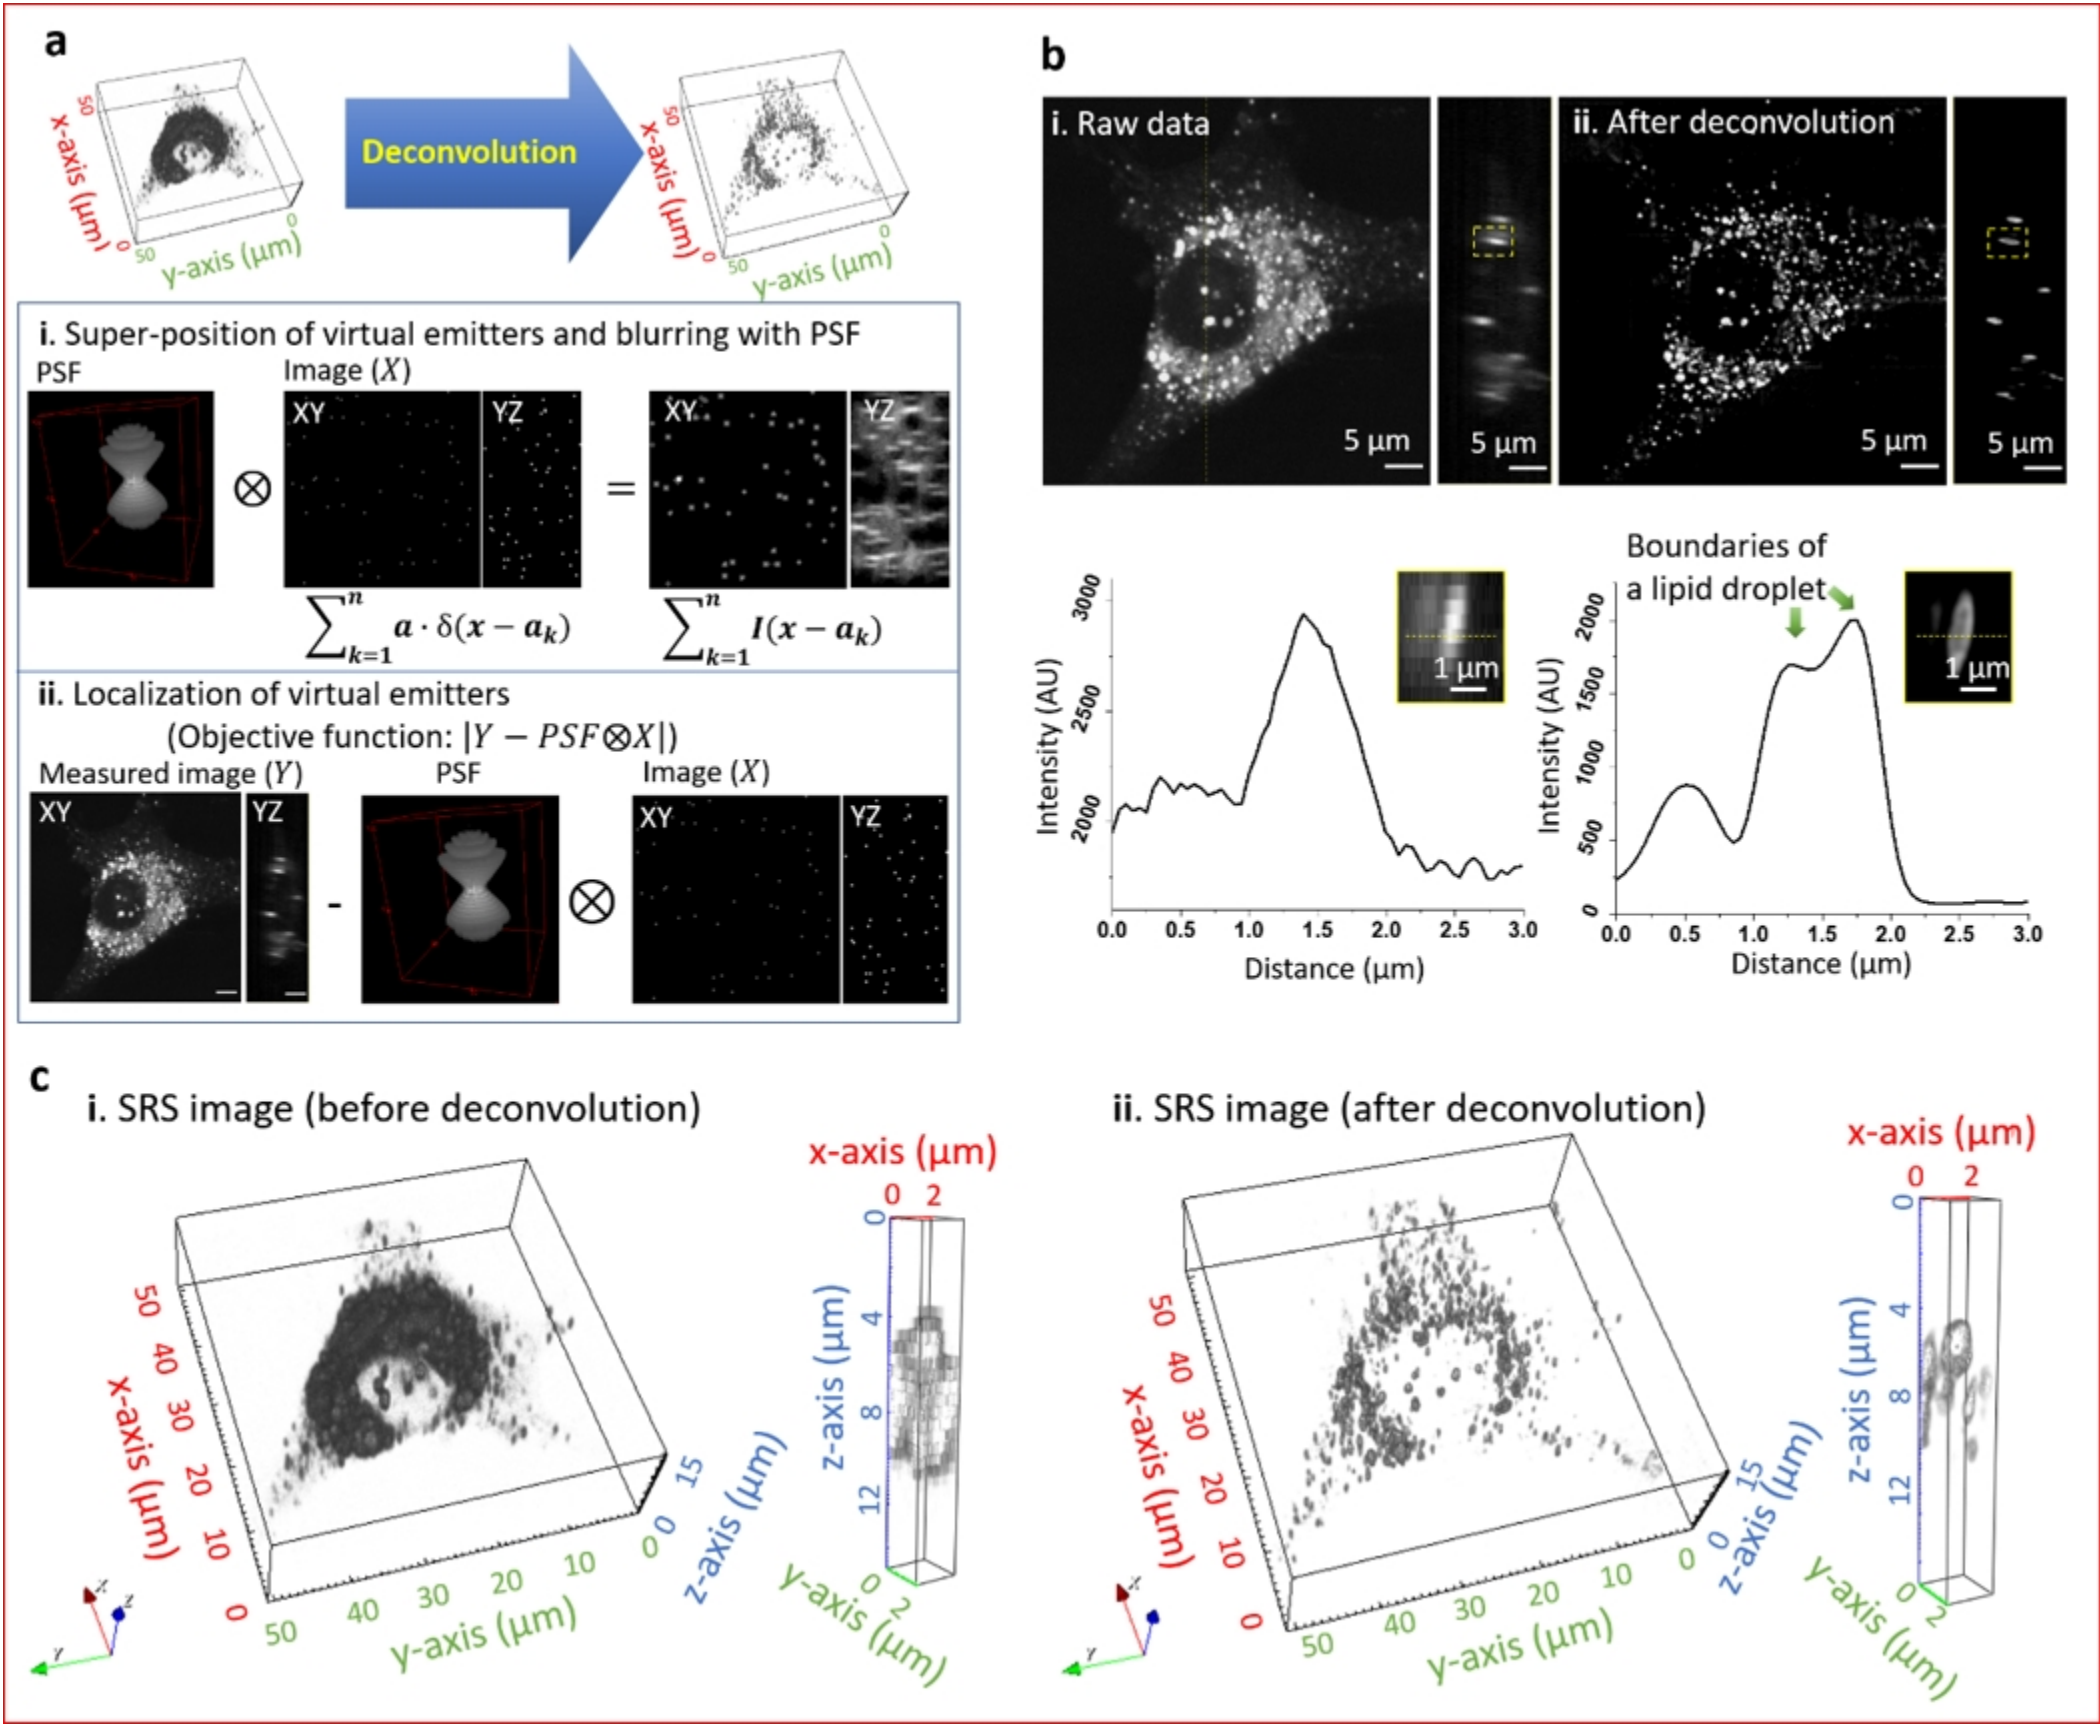 a
50
x-axis (µm)
0
50
y-axis (µm)
0
Deconvolution
50
x-axis (µm)
0
50
y-axis (µm)
0
i. Super-position of virtual emitters and blurring with PSF
PSF
Image (X)
XY
YZ
⊗
=
XY
YZ
∑ⁿₖ₌₁ a · δ(x − aₖ)
∑ⁿₖ₌₁ I(x − aₖ)
ii. Localization of virtual emitters
(Objective function: |Y − PSF⊗X|)
Measured image (Y)
PSF
Image (X)
XY
YZ
-
⊗
XY
YZ
b
i. Raw data
5 µm
5 µm
ii. After deconvolution
5 µm
5 µm
Intensity (AU)
3000
2500
2000
1 µm
0.0 0.5 1.0 1.5 2.0 2.5 3.0
Distance (µm)
Boundaries of
a lipid droplet
Intensity (AU)
2000
1500
1000
500
0
1 µm
0.0 0.5 1.0 1.5 2.0 2.5 3.0
Distance (µm)
c
i. SRS image (before deconvolution)
x-axis (µm)
50
40
30
20
10
0
50 40 30 20 10 0
y-axis (µm)
0
15
z-axis (µm)
X
Z
Y
x-axis (µm)
0 2
0
4
8
12
z-axis (µm)
0
2
y-axis (µm)
ii. SRS image (after deconvolution)
x-axis (µm)
50
40
30
20
10
0
50 40 30 20 10 0
y-axis (µm)
0
15
z-axis (µm)
X
Y
x-axis (µm)
0 2
0
4
8
12
z-axis (µm)
0
2
y-axis (µm)